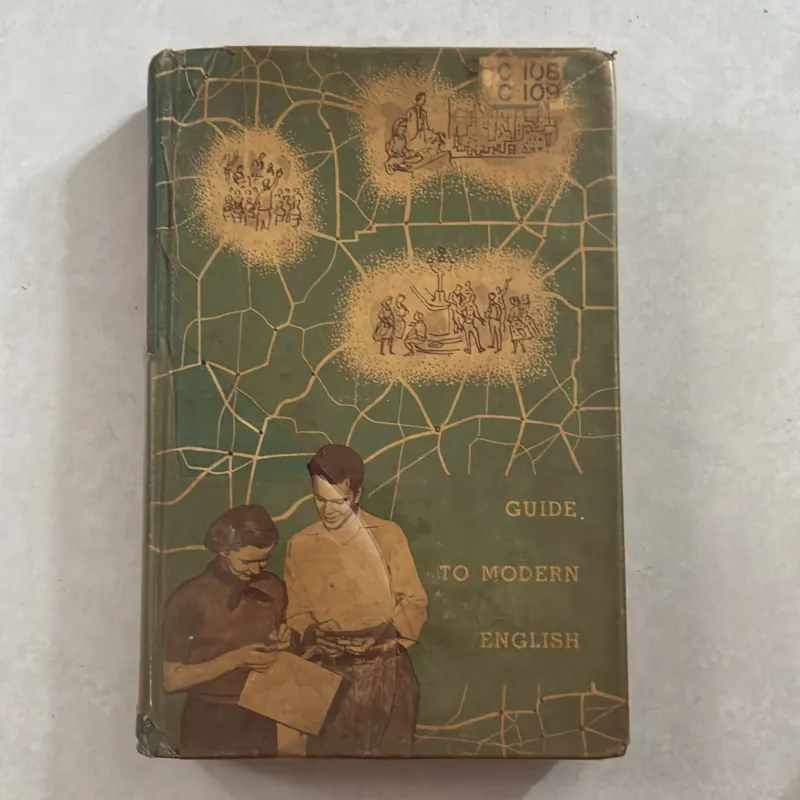 C 108
C 109
GUIDE
TO MODERN
ENGLISH